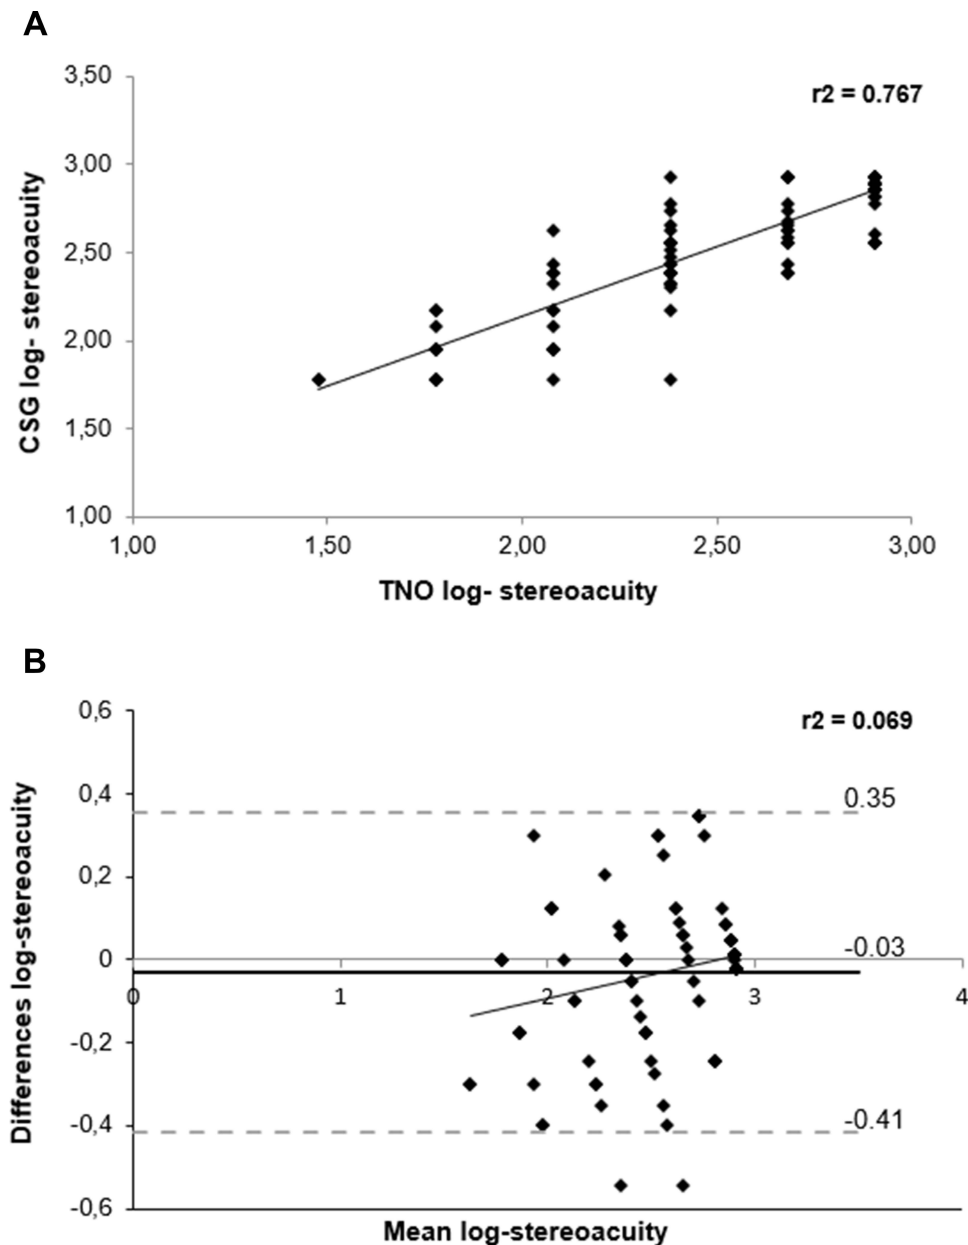 A
r2 = 0.767
3,50
3,00
2,50
2,00
1,50
1,00
CSG log- stereoacuity
1,00 1,50 2,00 2,50 3,00
TNO log- stereoacuity
B
r2 = 0.069
0,6
0,4
0,2
0
-0,2
-0,4
-0,6
Differences log-stereoacuity
0.35
-0.03
0 1 2 3 4
-0.41
Mean log-stereoacuity